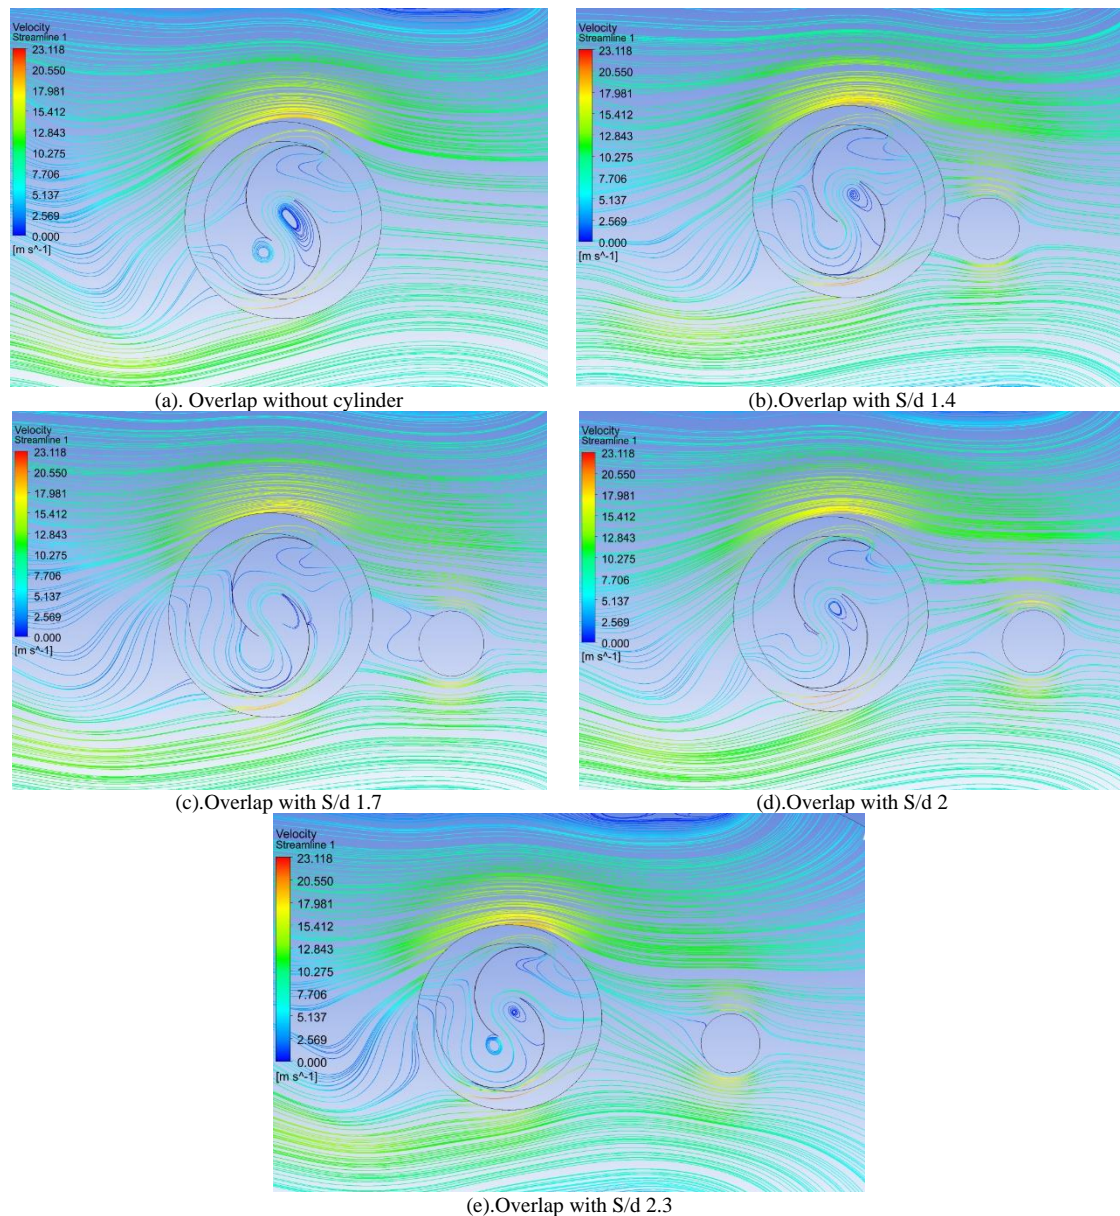 Velocity
Streamline 1
23.118
20.550
17.981
15.412
12.843
10.275
7.706
5.137
2.569
0.000
[m s^-1]
(a). Overlap without cylinder
Velocity
Streamline 1
23.118
20.550
17.981
15.412
12.843
10.275
7.706
5.137
2.569
0.000
[m s^-1]
(b).Overlap with S/d 1.4
Velocity
Streamline 1
23.118
20.550
17.981
15.412
12.843
10.275
7.706
5.137
2.569
0.000
[m s^-1]
(c).Overlap with S/d 1.7
Velocity
Streamline 1
23.118
20.550
17.981
15.412
12.843
10.275
7.706
5.137
2.569
0.000
[m s^-1]
(d).Overlap with S/d 2
Velocity
Streamline 1
23.118
20.550
17.981
15.412
12.843
10.275
7.706
5.137
2.569
0.000
[m s^-1]
(e).Overlap with S/d 2.3